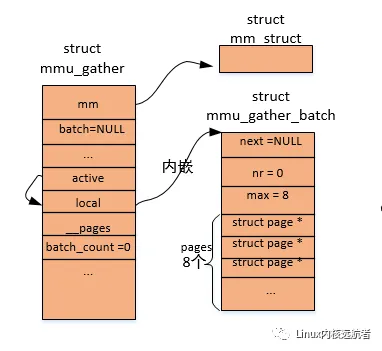 struct
mmu_gather
mm
batch=NULL
...
active
local
__pages
batch_count =0
...
struct
mm_struct
struct
mmu_gather_batch
内嵌
next =NULL
nr = 0
max = 8
struct page *
struct page *
struct page *
...
pages
8个
Linux内核远航者